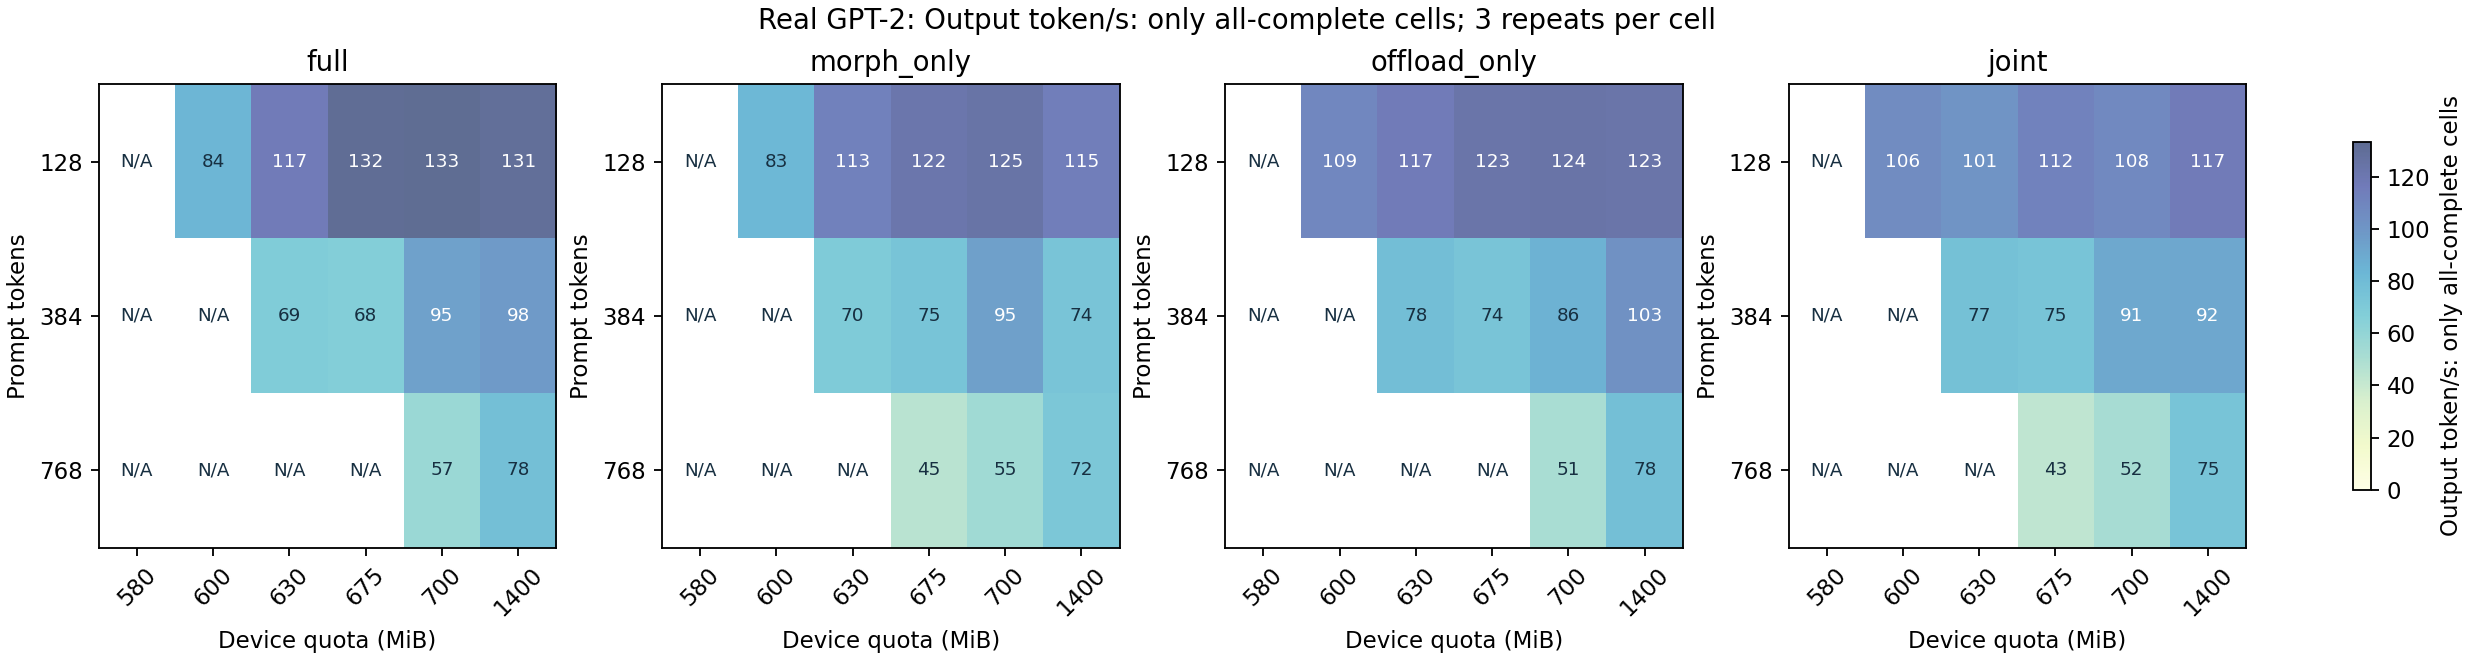 Real GPT-2: Output token/s: only all-complete cells; 3 repeats per cell
full
Prompt tokens
128 N/A 84 117 132 133 131
384 N/A N/A 69 68 95 98
768 N/A N/A N/A N/A 57 78
580 600 630 675 700 1400
Device quota (MiB)
morph_only
Prompt tokens
128 N/A 83 113 122 125 115
384 N/A N/A 70 75 95 74
768 N/A N/A N/A 45 55 72
580 600 630 675 700 1400
Device quota (MiB)
offload_only
Prompt tokens
128 N/A 109 117 123 124 123
384 N/A N/A 78 74 86 103
768 N/A N/A N/A N/A 51 78
580 600 630 675 700 1400
Device quota (MiB)
joint
Prompt tokens
128 N/A 106 101 112 108 117
384 N/A N/A 77 75 91 92
768 N/A N/A N/A 43 52 75
580 600 630 675 700 1400
Device quota (MiB)
120
100
80
60
40
20
0
Output token/s: only all-complete cells